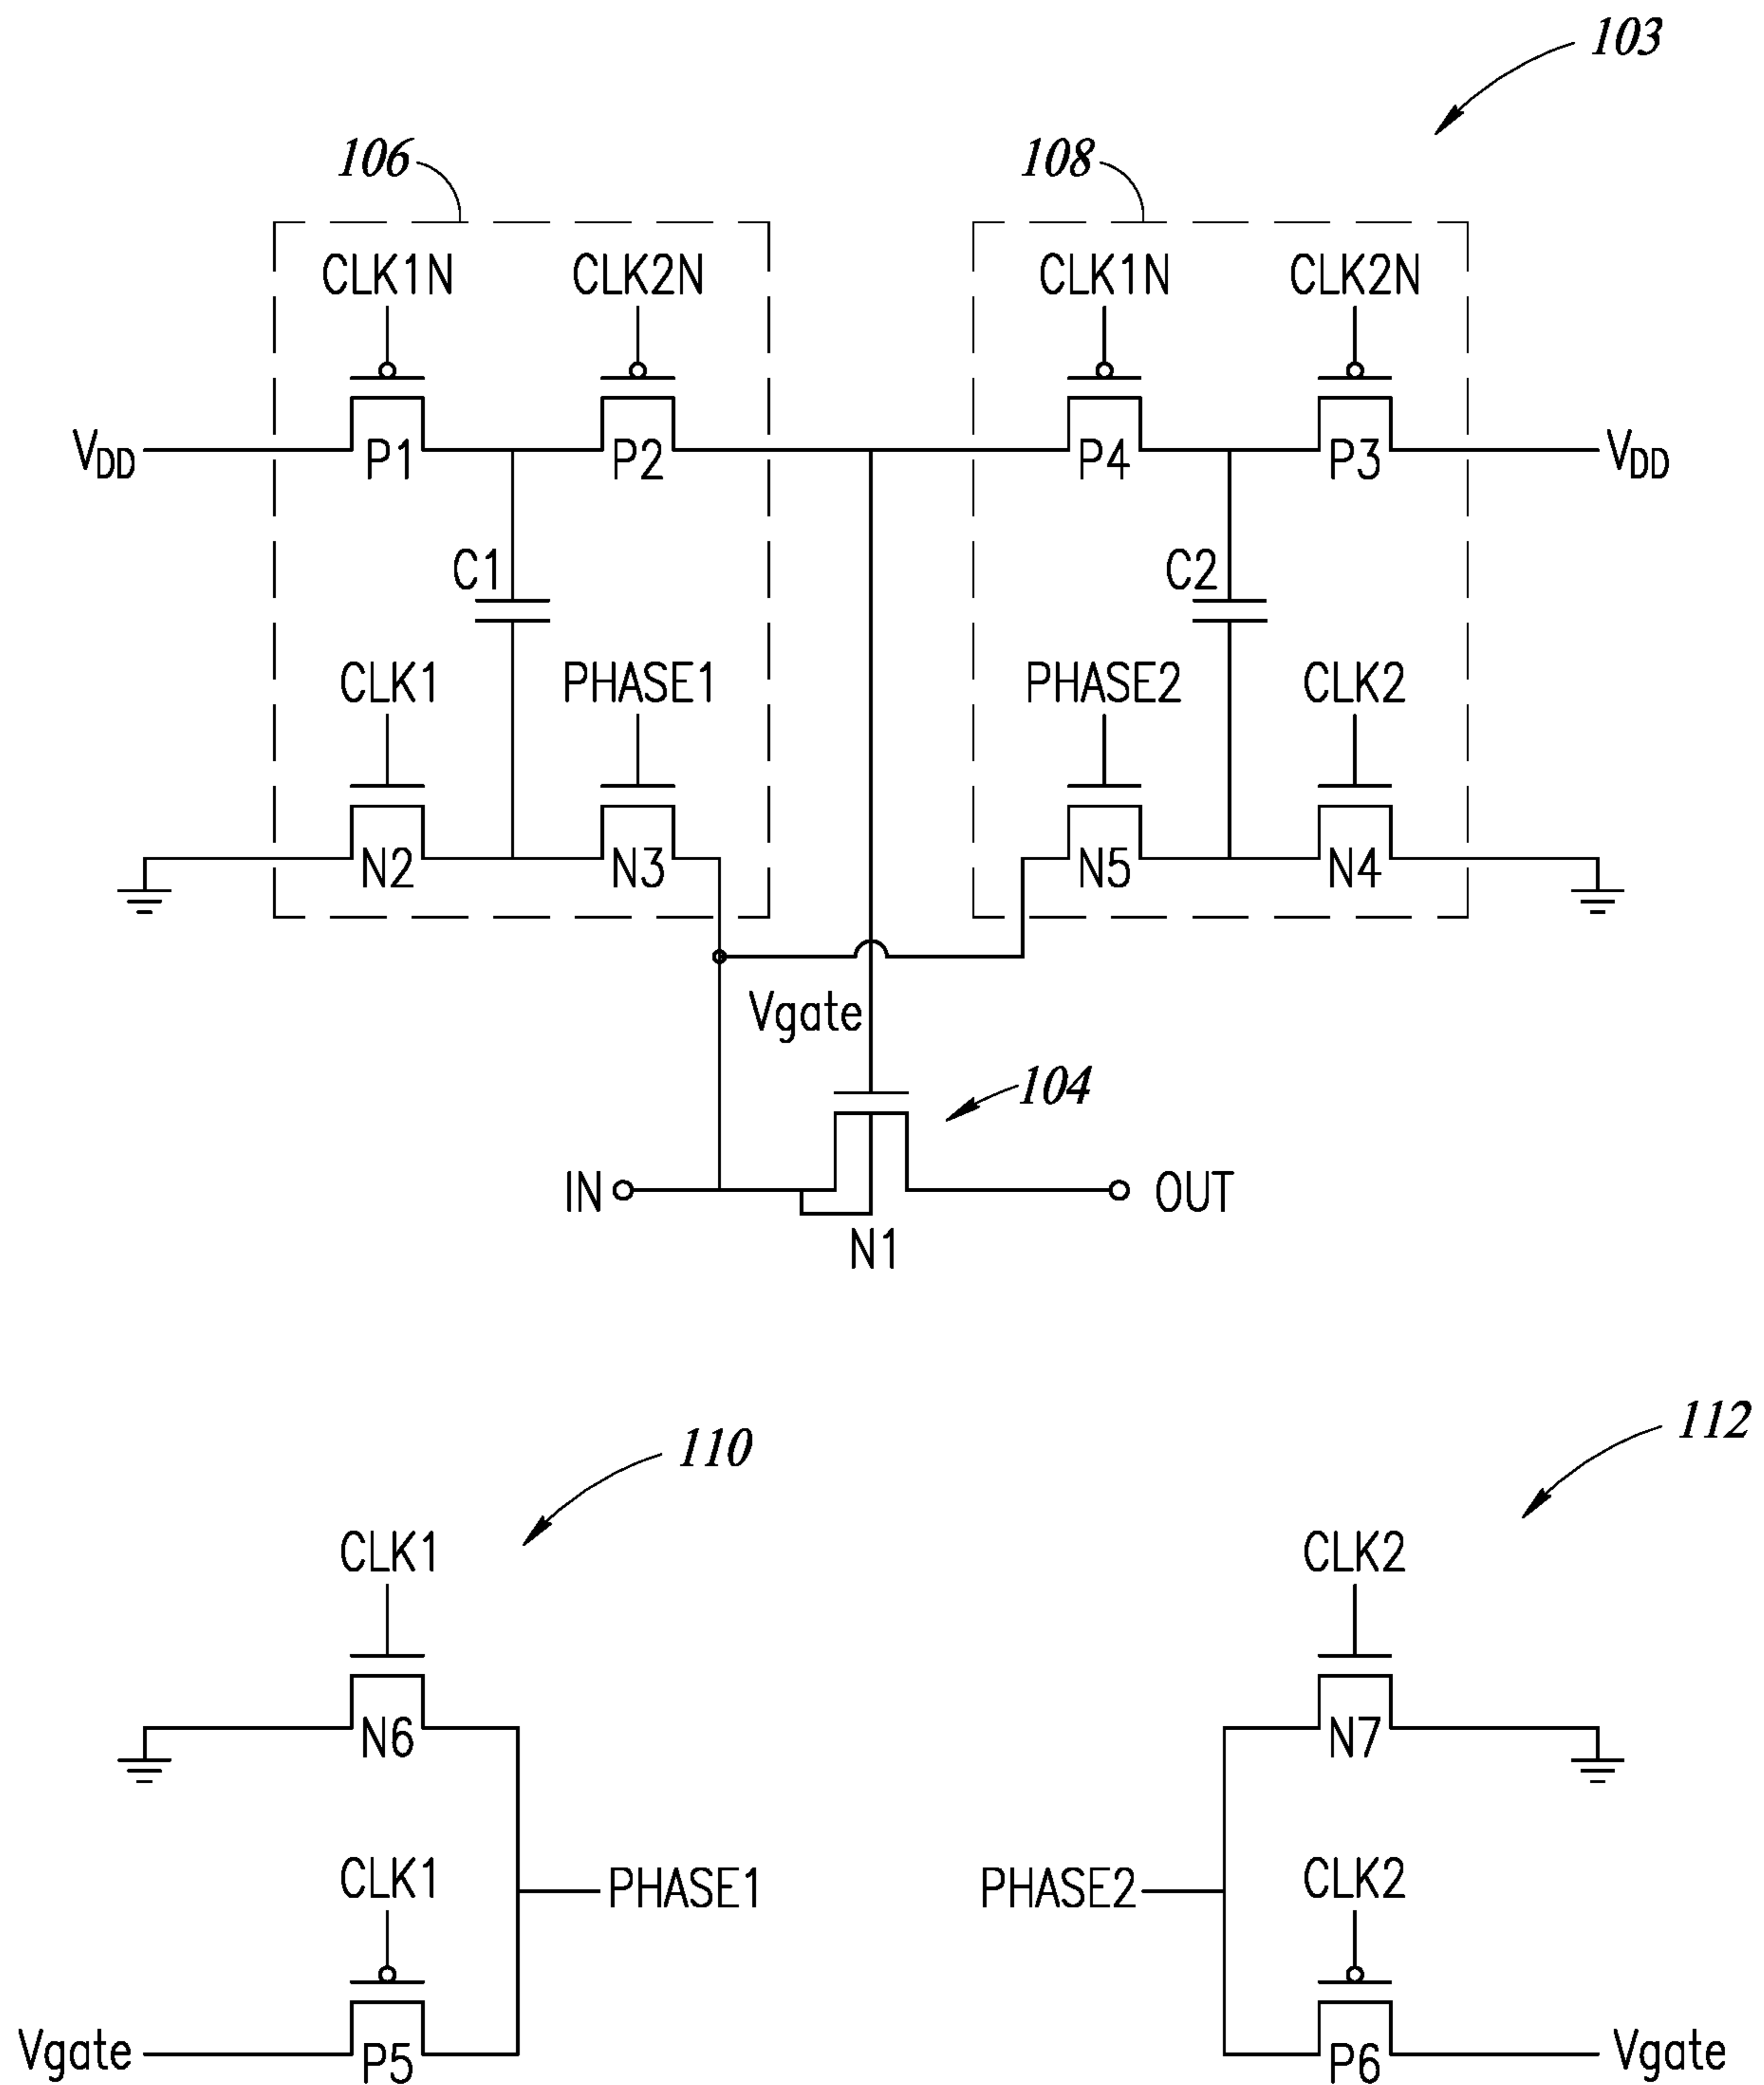 103
106
108
CLK1N CLK2N CLK1N CLK2N
VDD P1 P2 P4 P3 VDD
C1 C2
CLK1 PHASE1 PHASE2 CLK2
N2 N3 N5 N4
Vgate
104
IN OUT
N1
110
112
CLK1 CLK2
N6 N7
CLK1 PHASE1 PHASE2 CLK2
Vgate P5 P6 Vgate